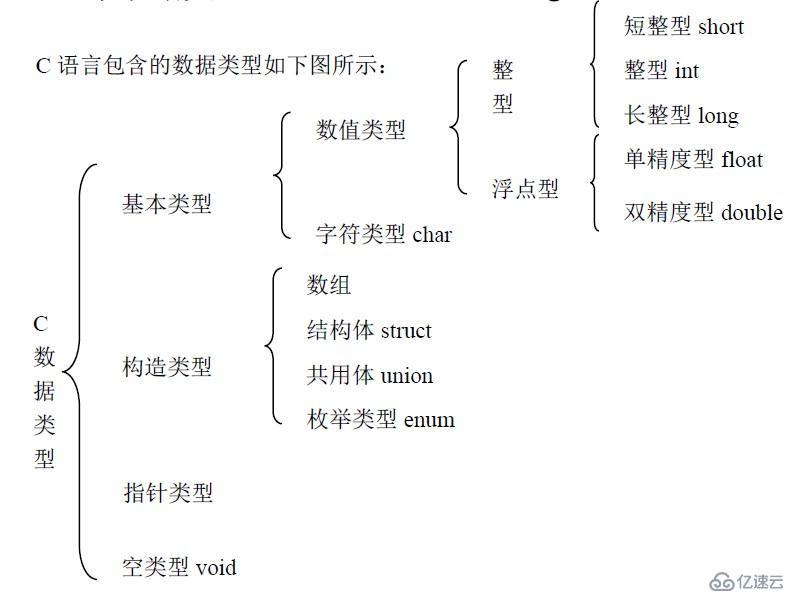 C 语言包含的数据类型如下图所示：
短整型 short
整型 int
长整型 long
整型
单精度型 float
双精度型 double
浮点型
数值类型
字符类型 char
基本类型
数组
结构体 struct
共用体 union
枚举类型 enum
构造类型
C数据类型
指针类型
空类型 void
亿速云